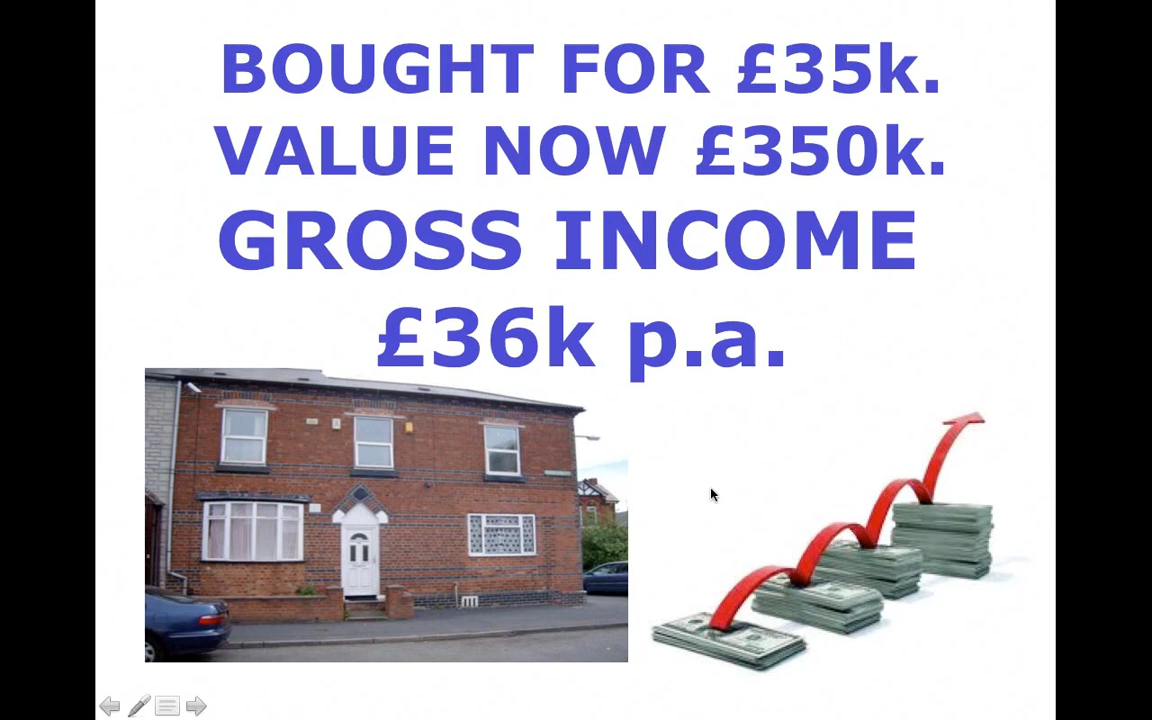 BOUGHT FOR £35k.
VALUE NOW £350k.
GROSS INCOME
£36k p.a.